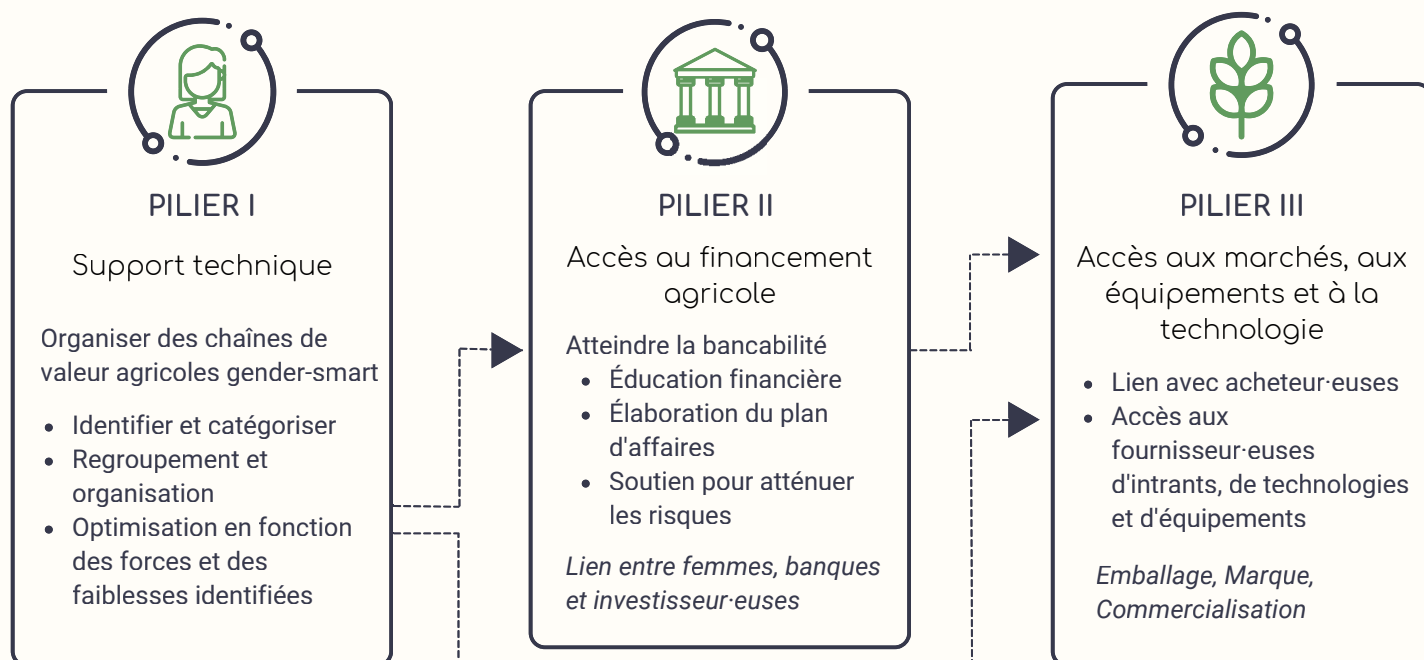 PILIER I
Support technique
Organiser des chaînes de
valeur agricoles gender-smart
• Identifier et catégoriser
• Regroupement et
organisation
• Optimisation en fonction
des forces et des
faiblesses identifiées
PILIER II
Accès au financement
agricole
Atteindre la bancabilité
• Éducation financière
• Élaboration du plan
d'affaires
• Soutien pour atténuer
les risques
Lien entre femmes, banques
et investisseur·euses
PILIER III
Accès aux marchés, aux
équipements et à la
technologie
• Lien avec acheteur·euses
• Accès aux
fournisseur·euses
d'intrants, de technologies
et d'équipements
Emballage, Marque,
Commercialisation